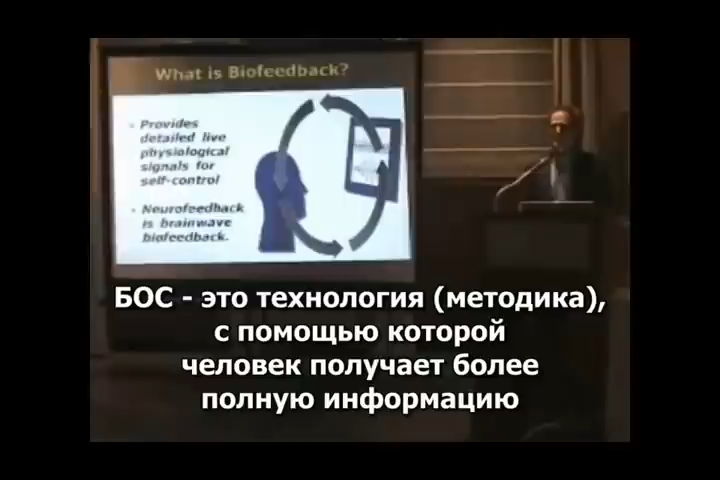 What is Biofeedback?
• Provides
detailed live
physiological
signals for
self-control
• Neurofeedback
is brainwave
biofeedback.
БОС - это технология (методика),
с помощью которой
человек получает более
полную информацию